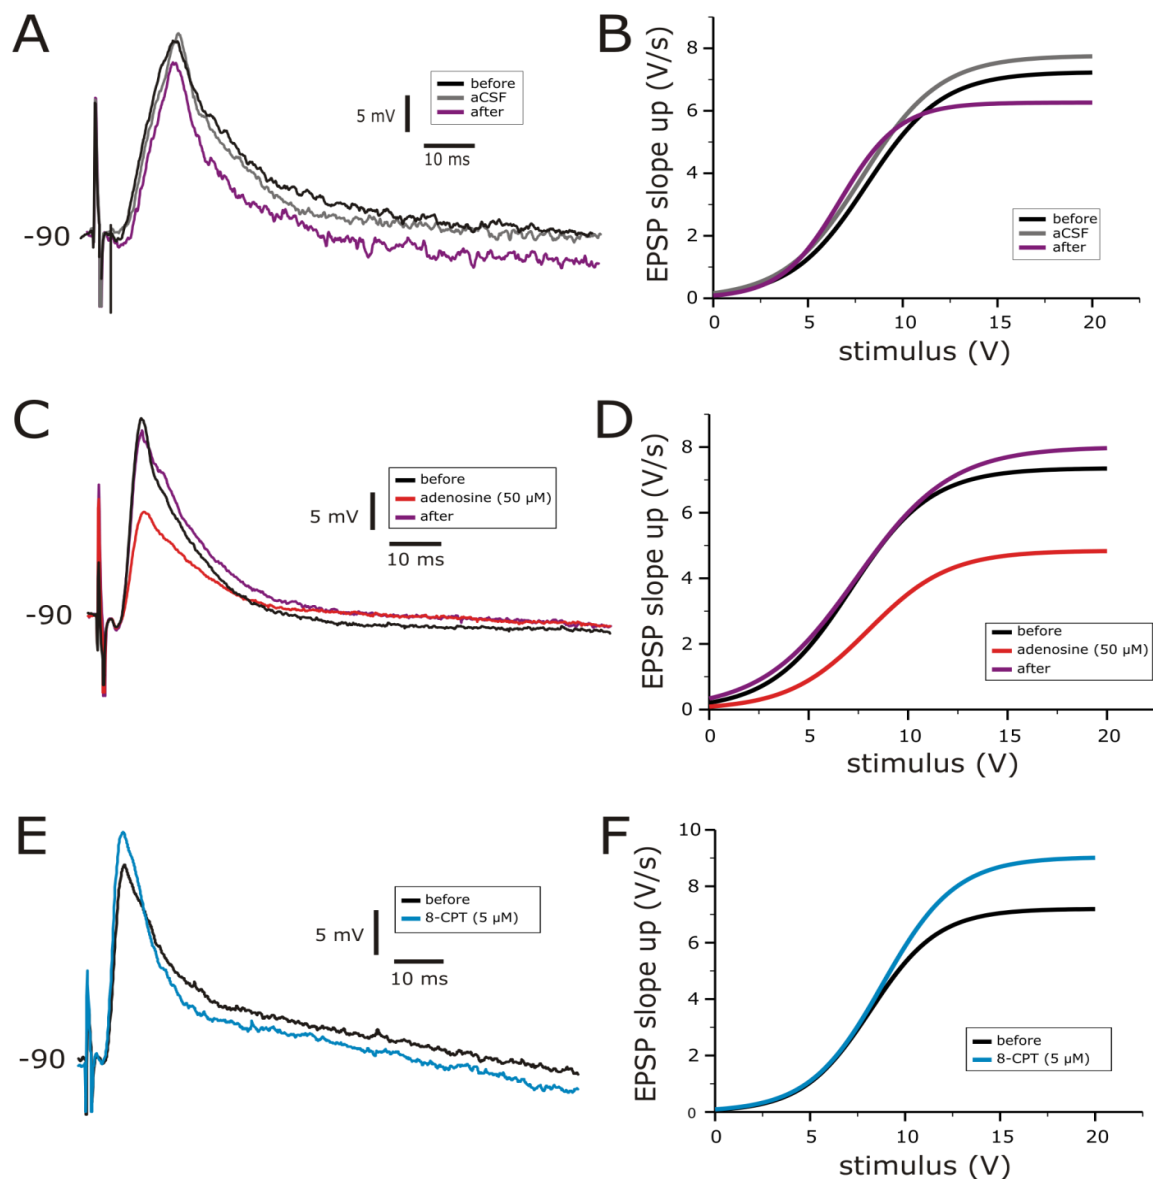 A
before
aCSF
after
5 mV
10 ms
-90
B
EPSP slope up (V/s)
8
6
4
2
0
before
aCSF
after
0 5 10 15 20
stimulus (V)
C
before
adenosine (50 µM)
after
5 mV
10 ms
-90
D
EPSP slope up (V/s)
8
6
4
2
0
before
adenosine (50 µM)
after
0 5 10 15 20
stimulus (V)
E
before
8-CPT (5 µM)
5 mV
10 ms
-90
F
EPSP slope up (V/s)
10
8
6
4
2
0
before
8-CPT (5 µM)
0 5 10 15 20
stimulus (V)